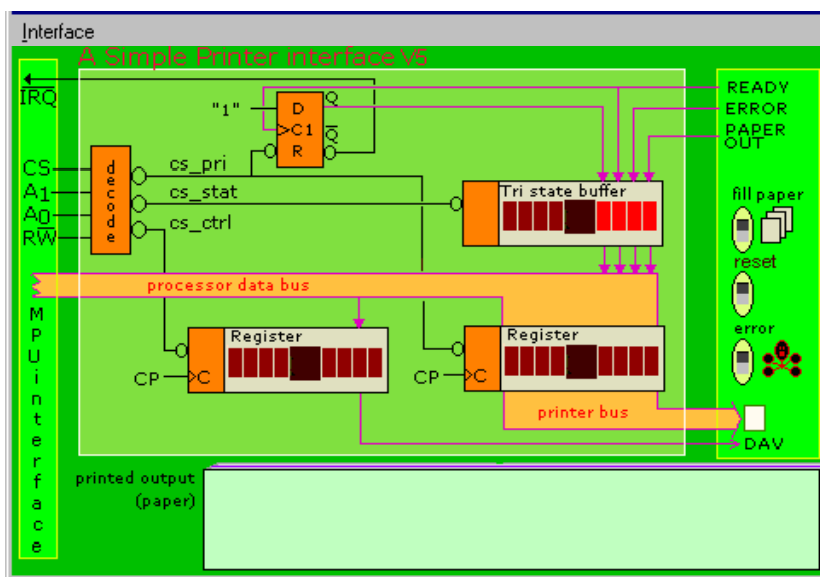 Interface
A Simple Printer interface V5
IRQ
"1"
D
Q
C1
Q
R
READY
ERROR
PAPER
OUT
CS
A1
A0
RW
decode
cs_pri
cs_stat
cs_ctrl
Tri state buffer
fill paper
reset
error
processor data bus
MPUinterface
Register
CP
C
Register
CP
C
printer bus
DAV
printed output
(paper)